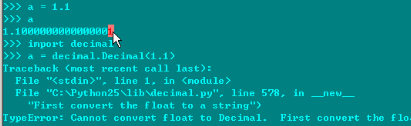 >>> a = 1.1
>>> a
1.1000000000000001
>>> import decimal
>>> a = decimal.Decimal(1.1)
Traceback (most recent call last):
  File "<stdin>", line 1, in <module>
  File "C:\Python25\lib\decimal.py", line 578, in __new__
    "First convert the float to a string")
TypeError: Cannot convert float to Decimal.  First convert the flo